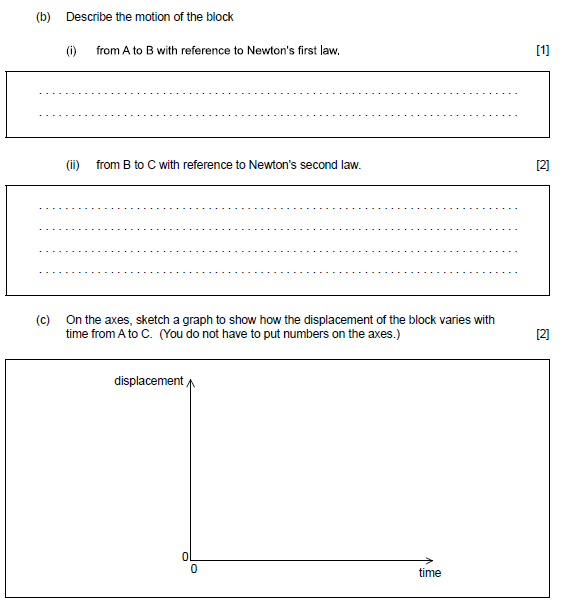 (b) Describe the motion of the block
(i) from A to B with reference to Newton's first law. [1]
(ii) from B to C with reference to Newton's second law. [2]
(c) On the axes, sketch a graph to show how the displacement of the block varies with
time from A to C. (You do not have to put numbers on the axes.) [2]
displacement
0
0
time